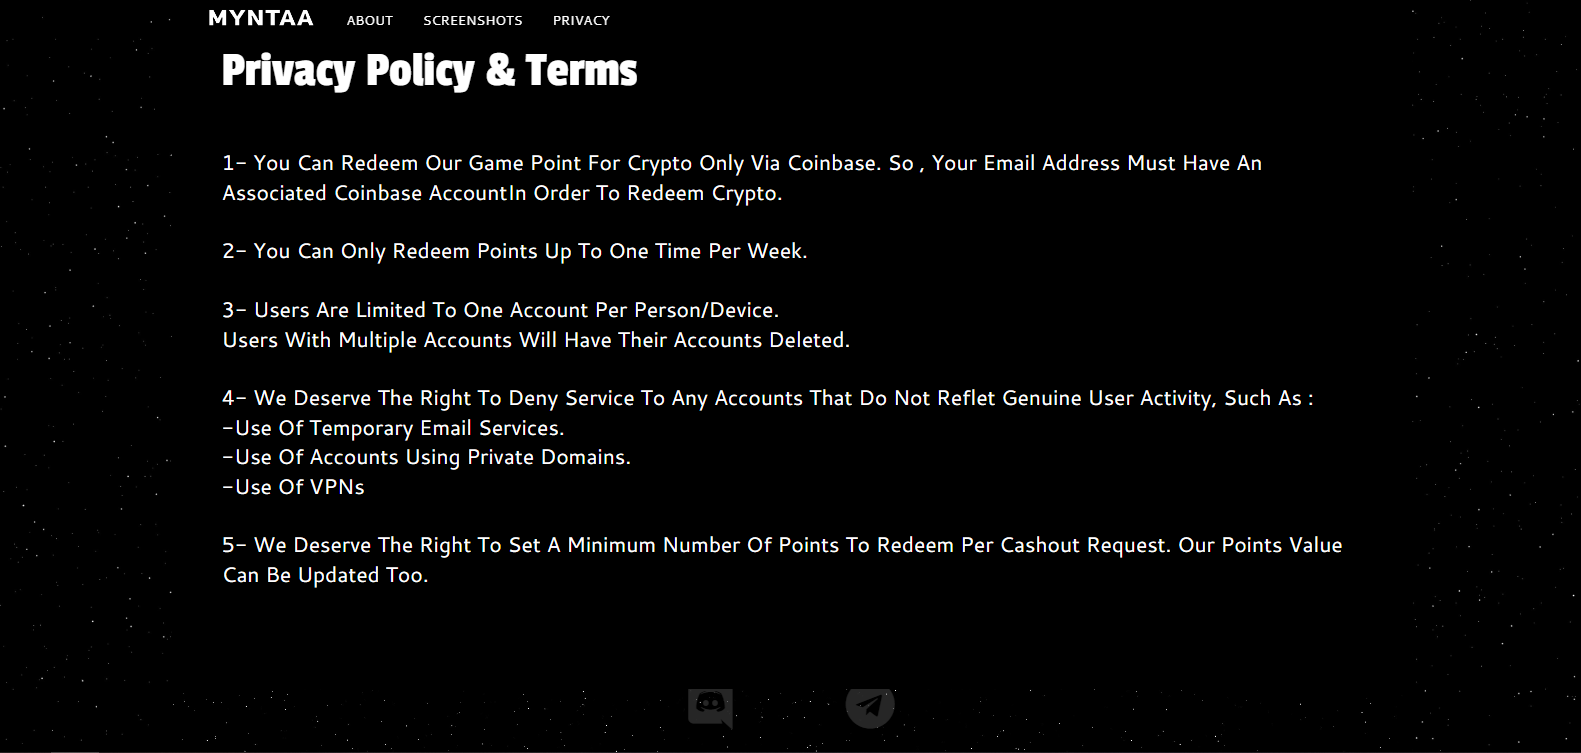 MYNTAA ABOUT SCREENSHOTS PRIVACY
Privacy Policy & Terms
1- You Can Redeem Our Game Point For Crypto Only Via Coinbase. So , Your Email Address Must Have An
Associated Coinbase AccountIn Order To Redeem Crypto.
2- You Can Only Redeem Points Up To One Time Per Week.
3- Users Are Limited To One Account Per Person/Device.
Users With Multiple Accounts Will Have Their Accounts Deleted.
4- We Deserve The Right To Deny Service To Any Accounts That Do Not Reflet Genuine User Activity, Such As :
-Use Of Temporary Email Services.
-Use Of Accounts Using Private Domains.
-Use Of VPNs
5- We Deserve The Right To Set A Minimum Number Of Points To Redeem Per Cashout Request. Our Points Value
Can Be Updated Too.